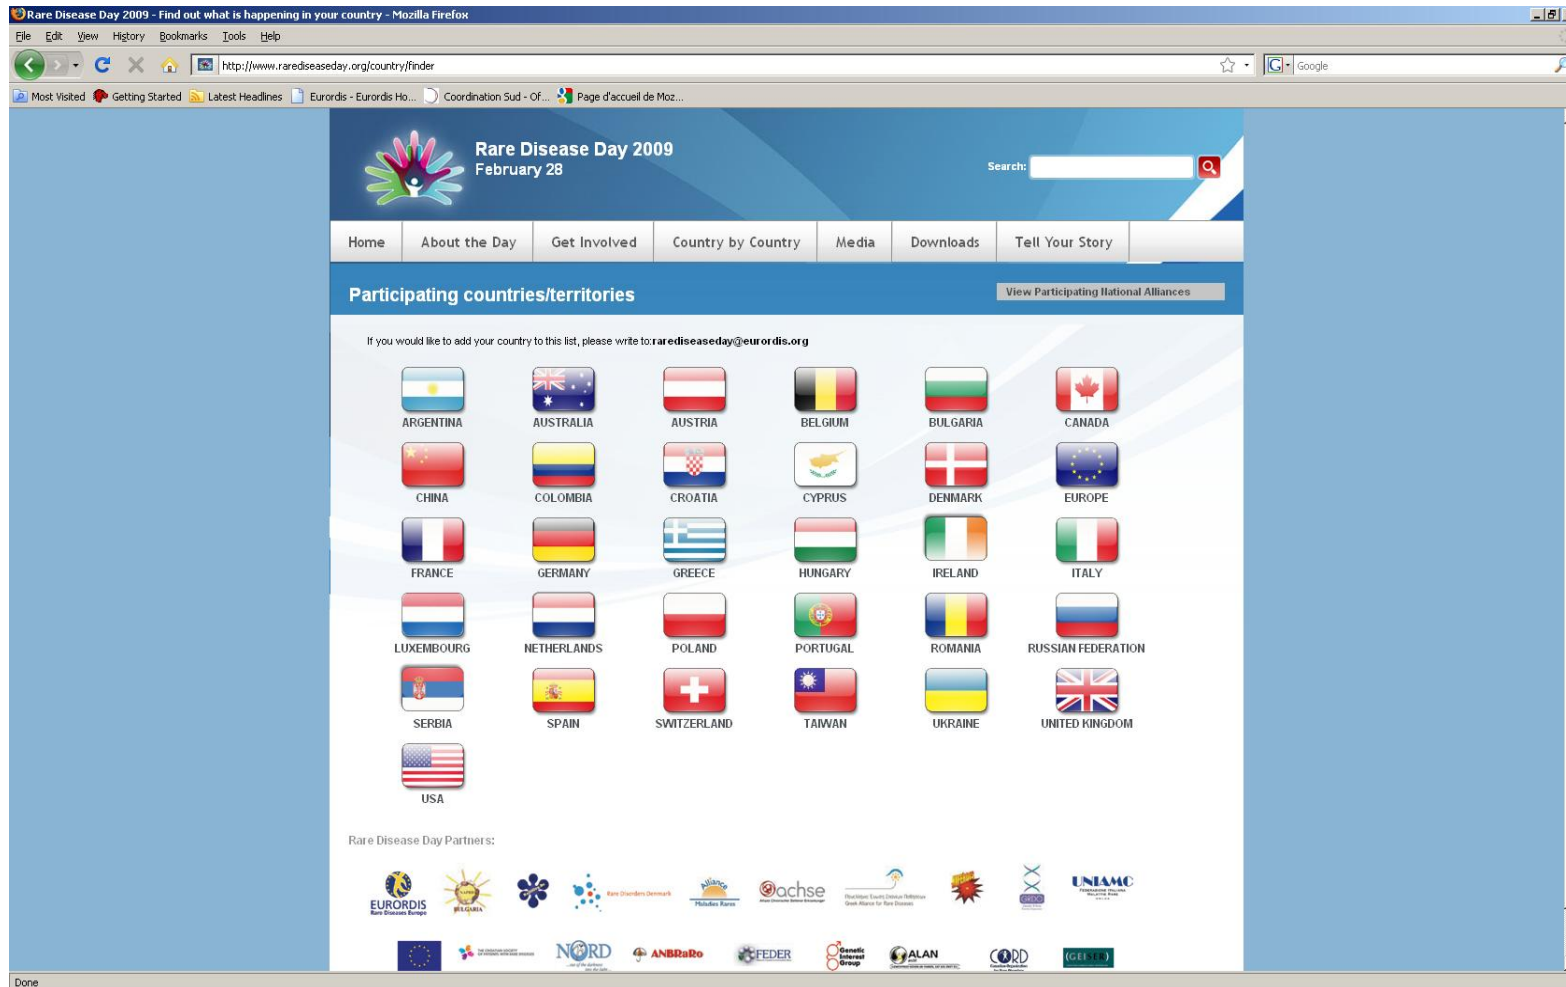 Rare Disease Day 2009 - Find out what is happening in your country - Mozilla Firefox
File Edit View History Bookmarks Tools Help
http://www.rarediseaseday.org/country/finder
Google
Most Visited Getting Started Latest Headlines Eurordis - Eurordis Ho... Coordination Sud - Of... Page d'accueil de Moz...
Rare Disease Day 2009
February 28
Search:
Home About the Day Get Involved Country by Country Media Downloads Tell Your Story
Participating countries/territories
View Participating National Alliances
If you would like to add your country to this list, please write to:rarediseaseday@eurordis.org
ARGENTINA AUSTRALIA AUSTRIA BELGIUM BULGARIA CANADA
CHINA COLOMBIA CROATIA CYPRUS DENMARK EUROPE
FRANCE GERMANY GREECE HUNGARY IRELAND ITALY
LUXEMBOURG NETHERLANDS POLAND PORTUGAL ROMANIA RUSSIAN FEDERATION
SERBIA SPAIN SWITZERLAND TAIWAN UKRAINE UNITED KINGDOM
USA
Rare Disease Day Partners:
EURORDIS
Rare Diseases Europe
BULGARIA
Rare Disorders Denmark
Alliance
Maladies Rares
achse
Greek Alliance for Rare Diseases
UNIAMO
NORD
ANBRaRo
FEDER
Genetic
Interest
Group
ALAN
CORD
(GEISER)
Done